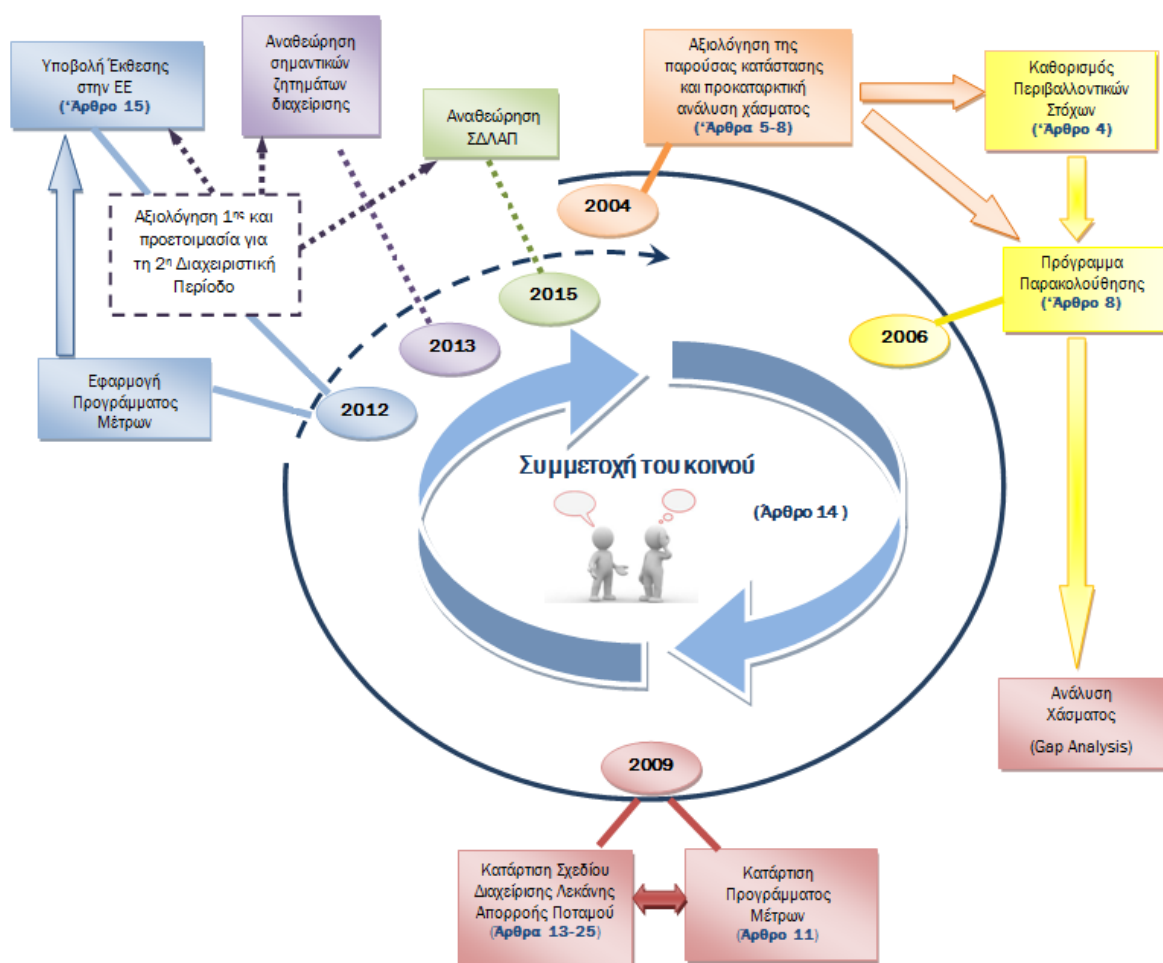 Υποβολή Έκθεσης
στην ΕΕ
(‘Άρθρο 15)
Αναθεώρηση
σημαντικών
ζητημάτων
διαχείρισης
Αναθεώρηση
ΣΔΛΑΠ
Αξιολόγηση της
παρούσας κατάστασης
και προκαταρκτική
ανάλυση χάσματος
(‘Άρθρα 5-8)
Καθορισμός
Περιβαλλοντικών
Στόχων
(‘Άρθρο 4)
Αξιολόγηση 1ης και
προετοιμασία για
τη 2η Διαχειριστική
Περίοδο
2004
Πρόγραμμα
Παρακολούθησης
(‘Άρθρο 8)
2015
2013
2006
Εφαρμογή
Προγράμματος
Μέτρων
2012
Συμμετοχή του κοινού
(Άρθρο 14 )
Ανάλυση
Χάσματος
(Gap Analysis)
2009
Κατάρτιση Σχεδίου
Διαχείρισης Λεκάνης
Απορροής Ποταμού
(Άρθρα 13-25)
Κατάρτιση
Προγράμματος
Μέτρων
(Άρθρο 11)